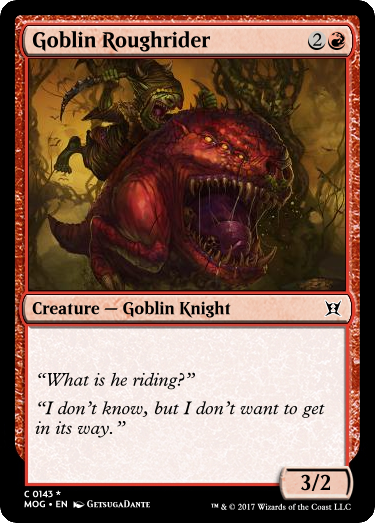 Goblin Roughrider 2
Creature — Goblin Knight
“What is he riding?”
“I don’t know, but I don’t want to get
in its way.”
3/2
C 0143 *
MOG • EN GetsugaDante
™ & © 2017 Wizards of the Coast LLC